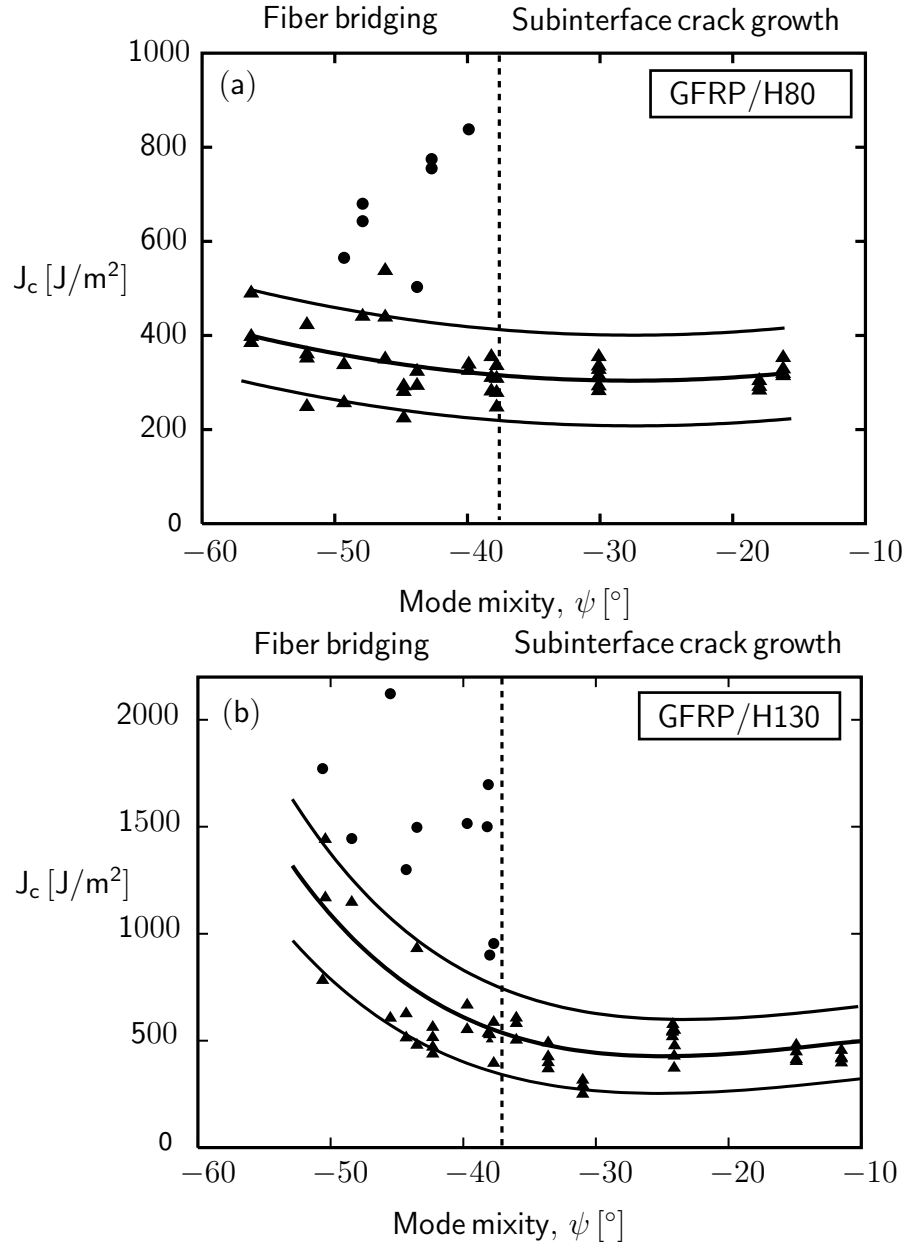 Fiber bridging Subinterface crack growth
1000
(a)
GFRP/H80
800
600
J_c [J/m²]
400
200
0
−60 −50 −40 −30 −20 −10
Mode mixity, ψ [°]
Fiber bridging Subinterface crack growth
2000
(b)
GFRP/H130
1500
J_c [J/m²]
1000
500
0
−60 −50 −40 −30 −20 −10
Mode mixity, ψ [°]